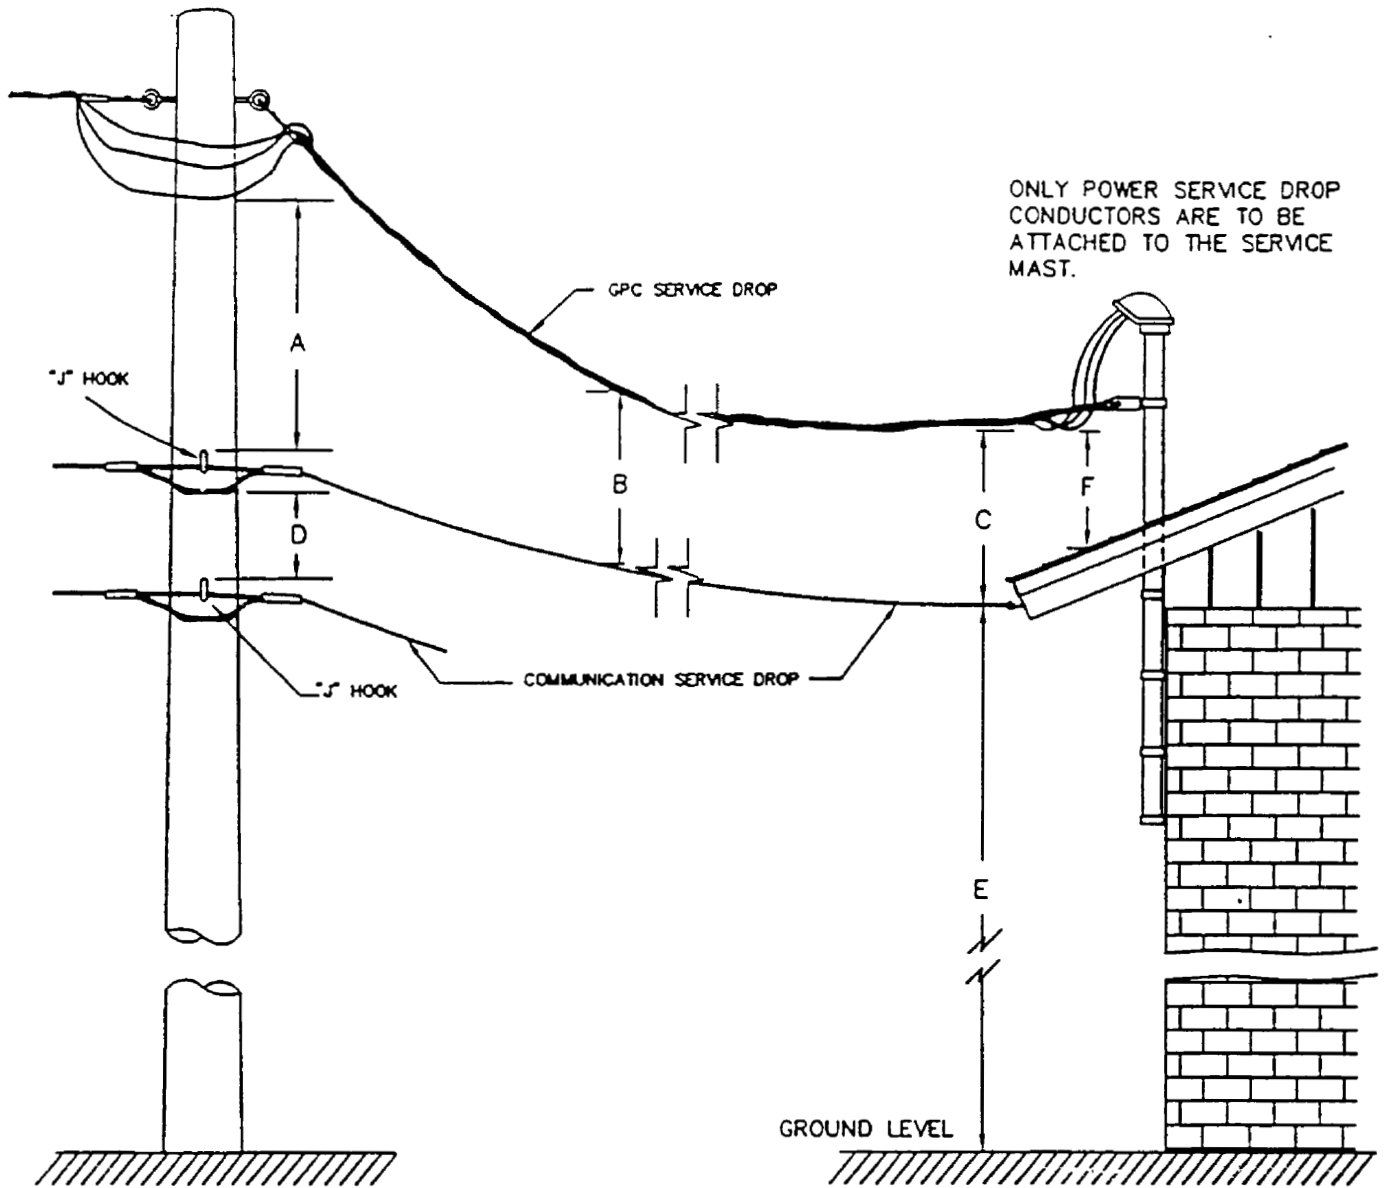 ONLY POWER SERVICE DROP
CONDUCTORS ARE TO BE
ATTACHED TO THE SERVICE
MAST.
GPC SERVICE DROP
A
"J" HOOK
B
C
F
D
COMMUNICATION SERVICE DROP
"J" HOOK
E
GROUND LEVEL